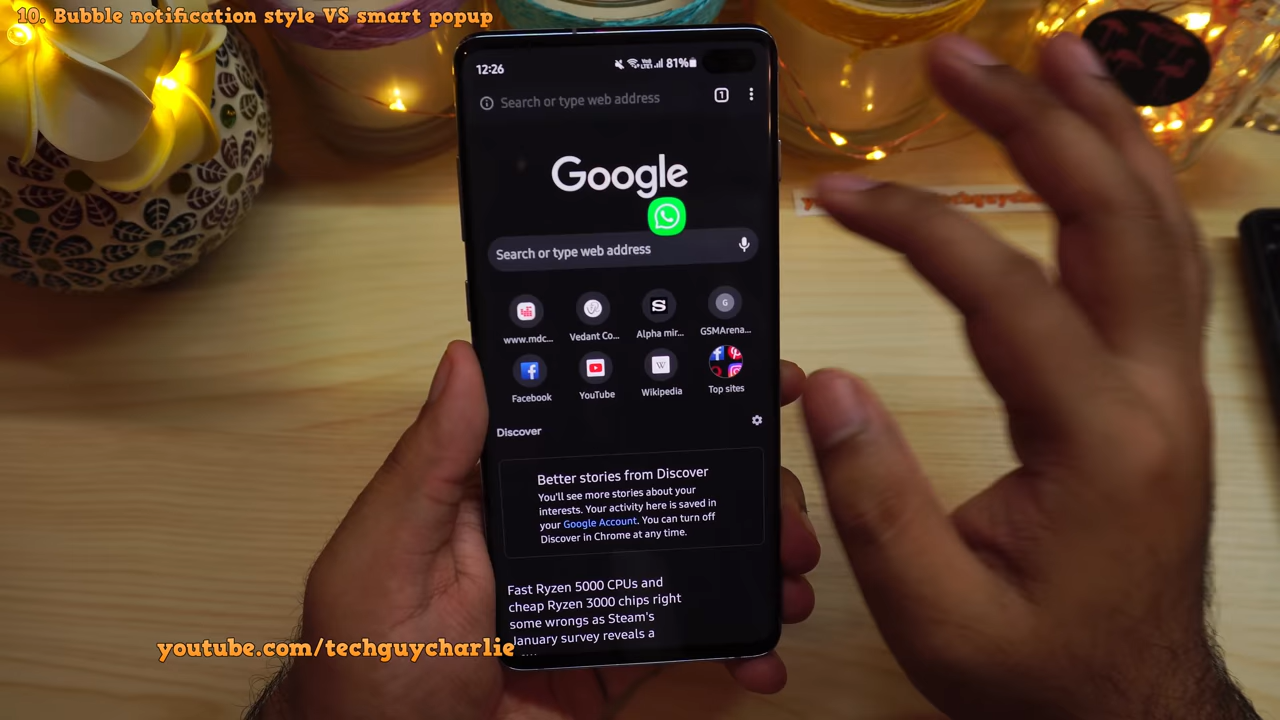 10. Bubble notification style VS smart popup
12:26
81%
Search or type web address
1
Google
Search or type web address
www.mdc...
Vedant Co...
Alpha mir...
G
GSMArena...
Facebook
YouTube
W
Wikipedia
Top sites
Discover
Better stories from Discover
You'll see more stories about your
interests. Your activity here is saved in
your Google Account. You can turn off
Discover in Chrome at any time.
Fast Ryzen 5000 CPUs and
cheap Ryzen 3000 chips right
some wrongs as Steam's
January survey reveals a
youtube.com/techguycharlie